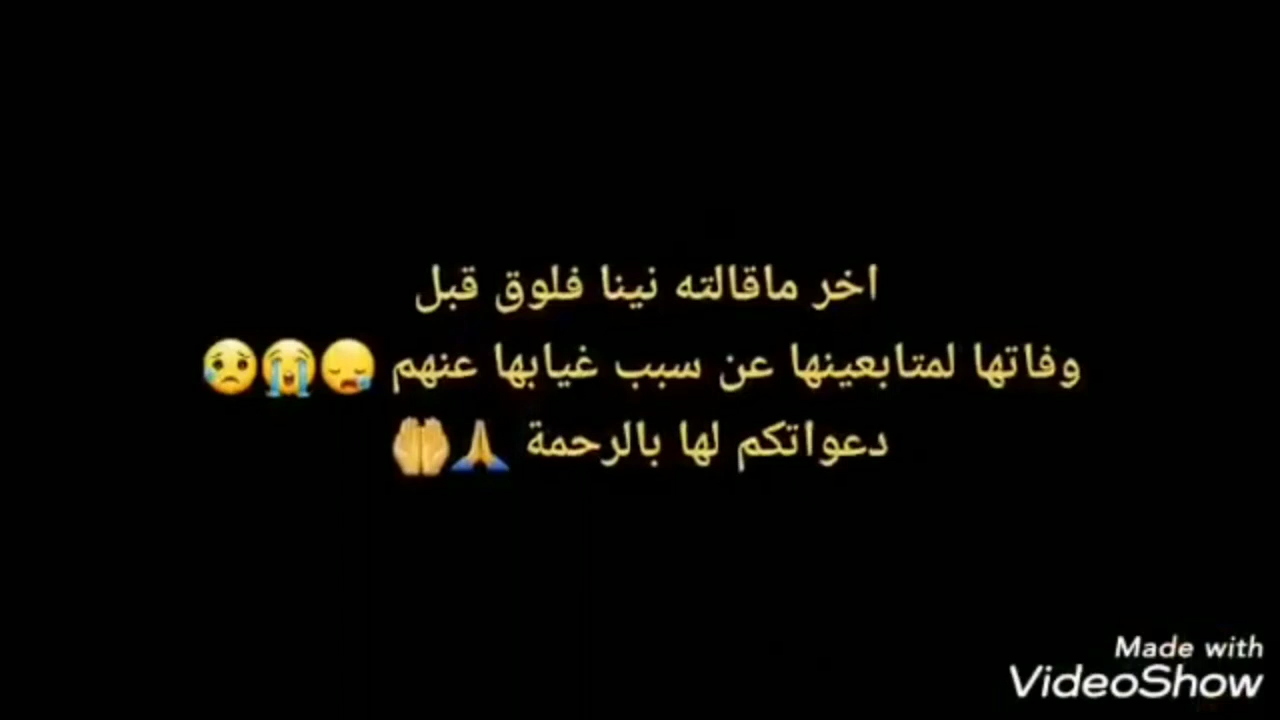 اخر ماقالته نينا فلوق قبل
وفاتها لمتابعينها عن سبب غيابها عنهم 😞😭😢
دعواتكم لها بالرحمة 🙏🤲
Made with
VideoShow